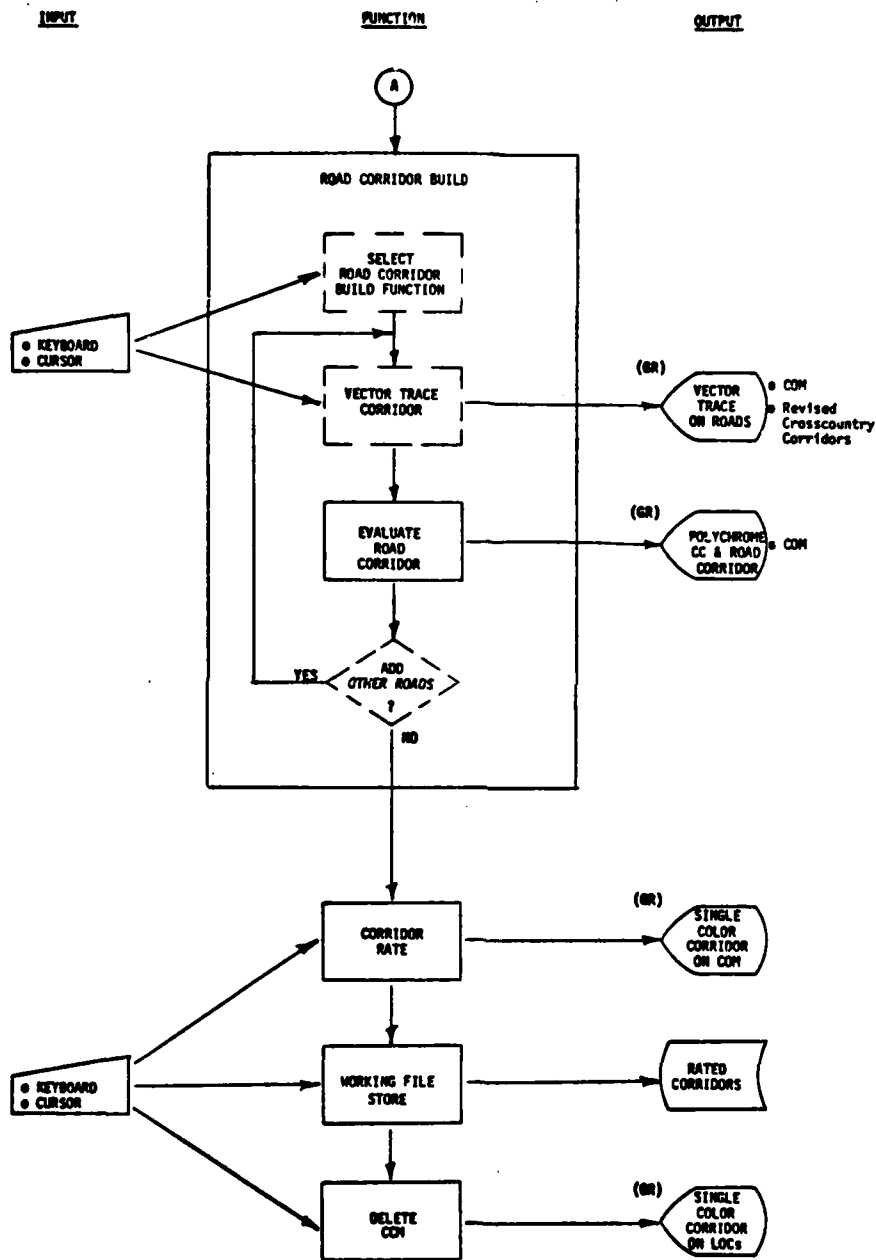 INPUT
FUNCTION
OUTPUT
A
ROAD CORRIDOR BUILD
SELECT
ROAD CORRIDOR
BUILD FUNCTION
● KEYBOARD
● CURSOR
VECTOR TRACE
CORRIDOR
(GR)
VECTOR
TRACE
ON ROADS
● COM
● Revised
Crosscountry
Corridors
EVALUATE
ROAD
CORRIDOR
(GR)
POLYCHROME
CC & ROAD
CORRIDOR
● COM
ADD
OTHER ROADS
?
YES
NO
CORRIDOR
RATE
(GR)
SINGLE
COLOR
CORRIDOR
ON COM
● KEYBOARD
● CURSOR
WORKING FILE
STORE
RATED
CORRIDORS
DELETE
CCM
(GR)
SINGLE
COLOR
CORRIDOR
ON LOCs